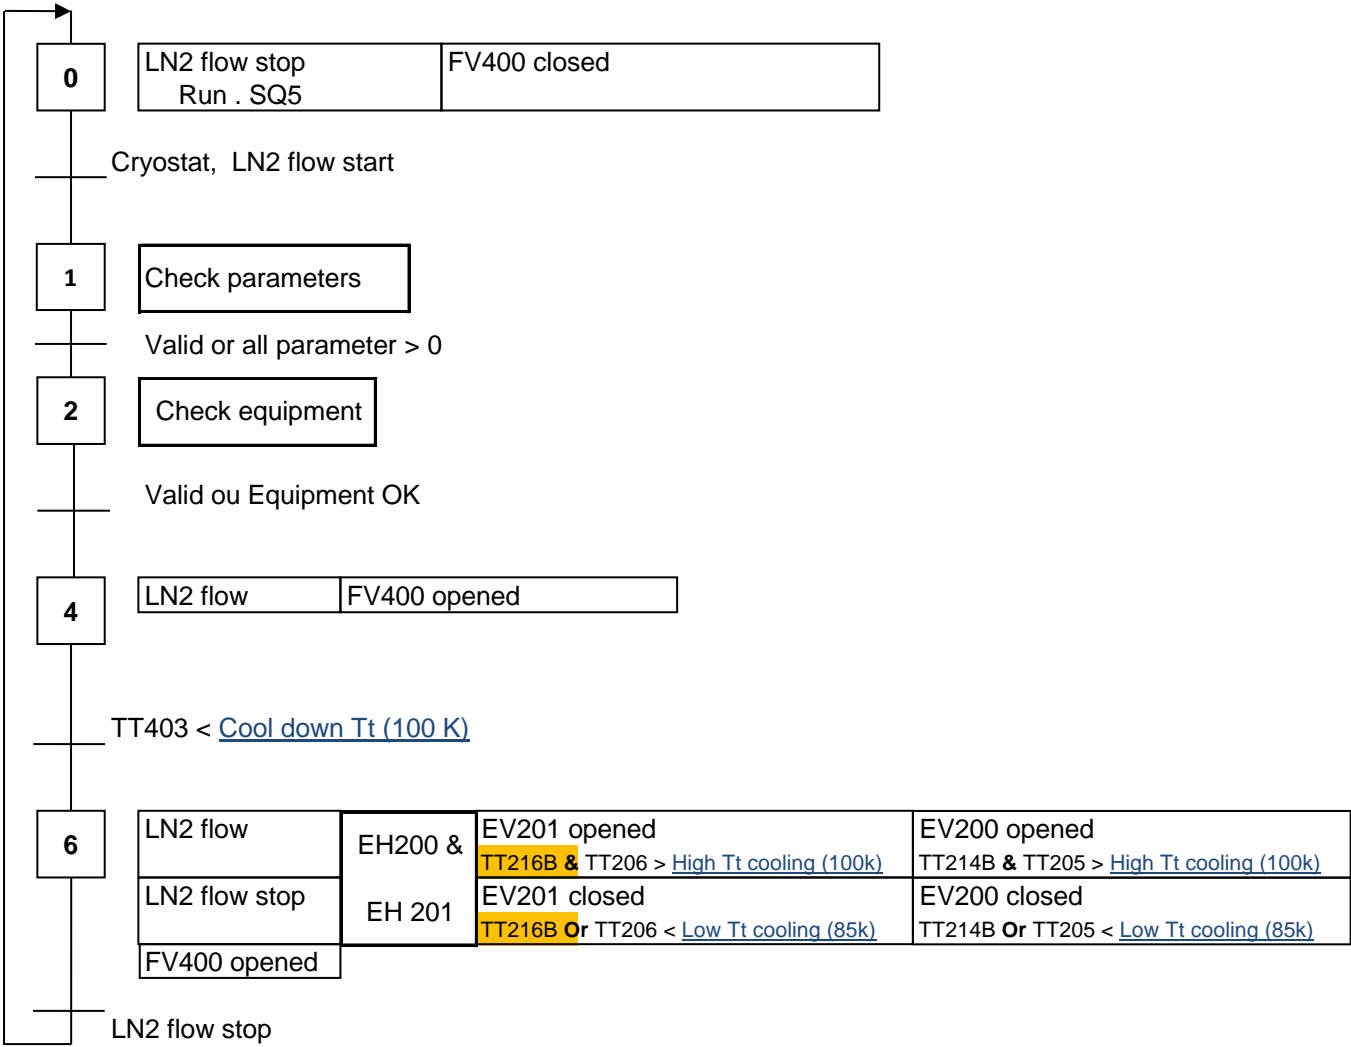 0
LN2 flow stop
Run . SQ5
FV400 closed
Cryostat, LN2 flow start
1
Check parameters
Valid or all parameter > 0
2
Check equipment
Valid ou Equipment OK
4
LN2 flow
FV400 opened
TT403 < Cool down Tt (100 K)
6
LN2 flow
EH200 &
EH 201
EV201 opened
TT216B & TT206 > High Tt cooling (100k)
EV200 opened
TT214B & TT205 > High Tt cooling (100k)
LN2 flow stop
EV201 closed
TT216B Or TT206 < Low Tt cooling (85k)
EV200 closed
TT214B Or TT205 < Low Tt cooling (85k)
FV400 opened
LN2 flow stop